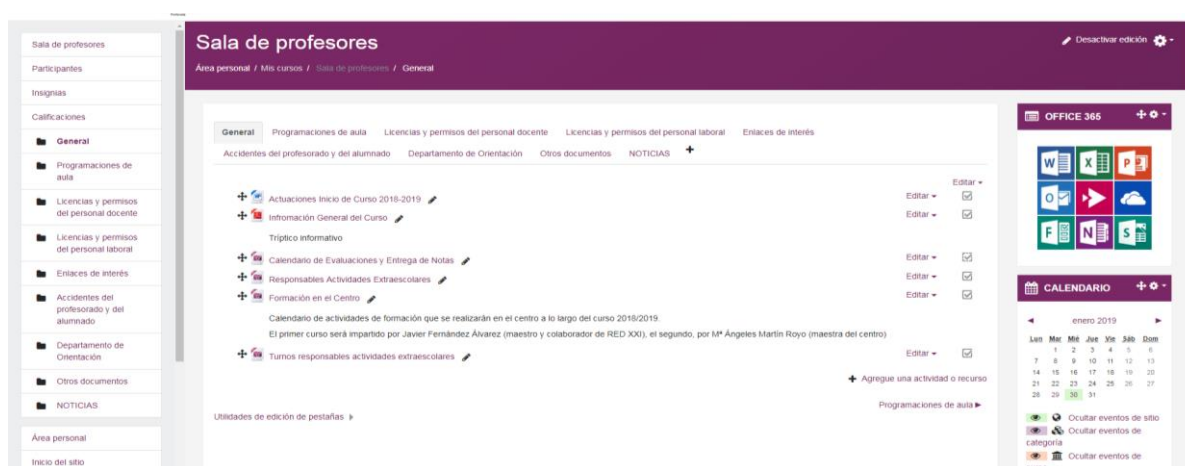 Sala de profesores
Participantes
Insignias
Calificaciones
General
Programaciones de
aula
Licencias y permisos
del personal docente
Licencias y permisos
del personal laboral
Enlaces de interés
Accidentes del
profesorado y del
alumnado
Departamento de
Orientación
Otros documentos
NOTICIAS
Área personal
Inicio del sitio
Sala de profesores
Desactivar edición
Área personal / Mis cursos / Sala de profesores / General
General Programaciones de aula Licencias y permisos del personal docente Licencias y permisos del personal laboral Enlaces de interés
Accidentes del profesorado y del alumnado Departamento de Orientación Otros documentos NOTICIAS
Editar
Actuaciones Inicio de Curso 2018-2019 Editar
Infromación General del Curso Editar
Tríptico informativo
Calendario de Evaluaciones y Entrega de Notas Editar
Responsables Actividades Extraescolares Editar
Formación en el Centro Editar
Calendario de actividades de formación que se realizarán en el centro a lo largo del curso 2018/2019.
El primer curso será impartido por Javier Fernández Álvarez (maestro y colaborador de RED XXI), el segundo, por Mª Ángeles Martín Royo (maestra del centro)
Turnos responsables actividades extraescolares Editar
Agregue una actividad o recurso
Programaciones de aula
Utilidades de edición de pestañas
OFFICE 365
W X P
O
F N S
CALENDARIO
enero 2019
Lun Mar Mié Jue Vie Sáb Dom
1 2 3 4 5 6
7 8 9 10 11 12 13
14 15 16 17 18 19 20
21 22 23 24 25 26 27
28 29 30 31
Ocultar eventos de sitio
Ocultar eventos de
categoría
Ocultar eventos de